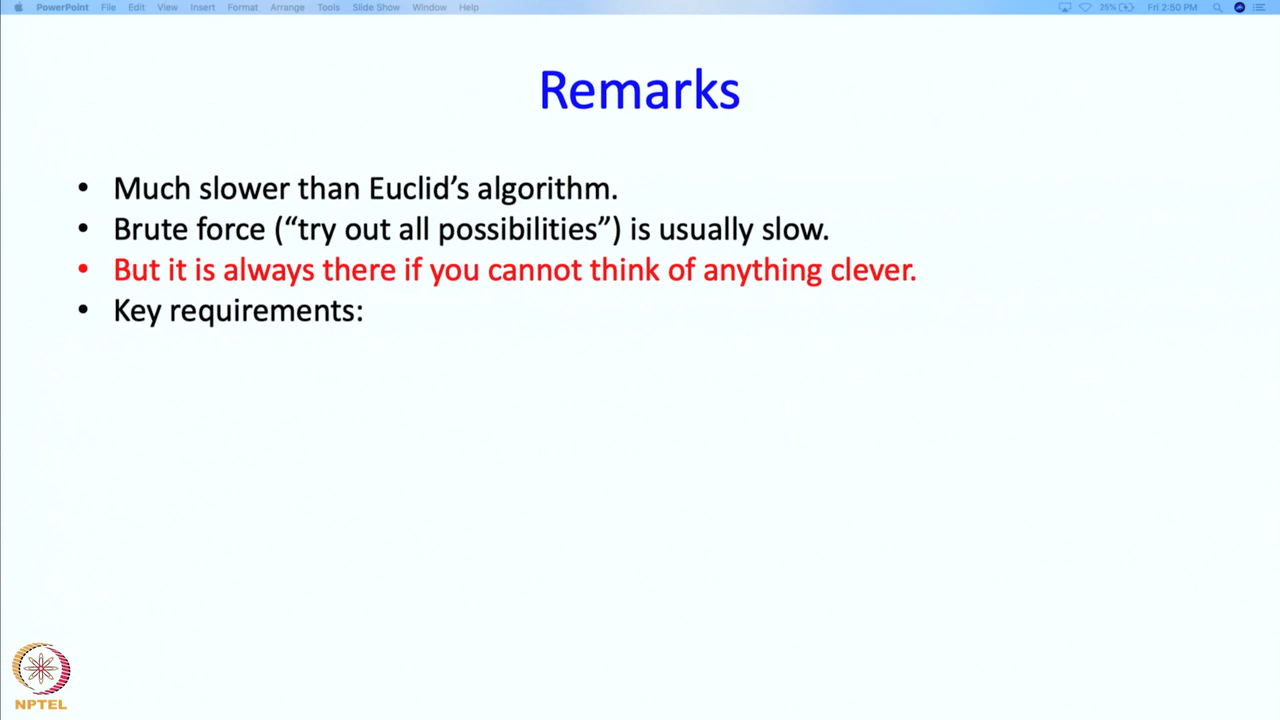 PowerPoint File Edit View Insert Format Arrange Tools Slide Show Window Help 25% Fri 2:50 PM
Remarks
• Much slower than Euclid’s algorithm.
• Brute force (“try out all possibilities”) is usually slow.
• But it is always there if you cannot think of anything clever.
• Key requirements:
NPTEL